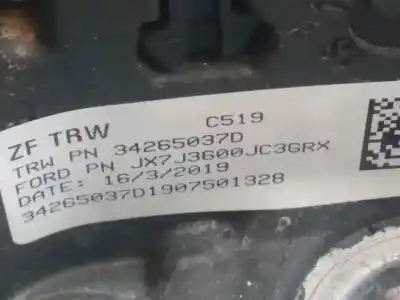 ZF TRW C519
TRW PN 34265037D
FORD PN JX7J3600JC3GRX
DATE: 16/3/2019
34265037D1907501328